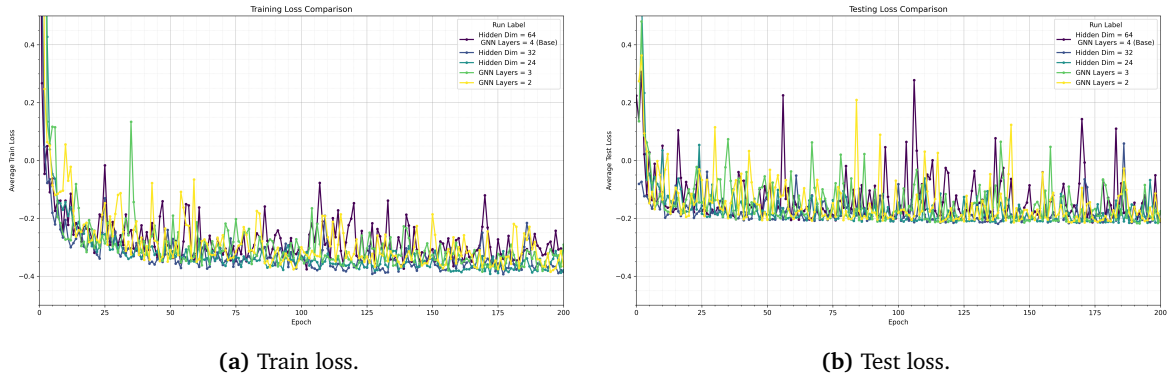 Training Loss Comparison
Average Train Loss
0.4
0.2
0.0
−0.2
−0.4
0 25 50 75 100 125 150 175 200
Epoch
Run Label
Hidden Dim = 64
GNN Layers = 4 (Base)
Hidden Dim = 32
Hidden Dim = 24
GNN Layers = 3
GNN Layers = 2
(a) Train loss.
Testing Loss Comparison
Average Test Loss
0.4
0.2
0.0
−0.2
−0.4
0 25 50 75 100 125 150 175 200
Epoch
Run Label
Hidden Dim = 64
GNN Layers = 4 (Base)
Hidden Dim = 32
Hidden Dim = 24
GNN Layers = 3
GNN Layers = 2
(b) Test loss.